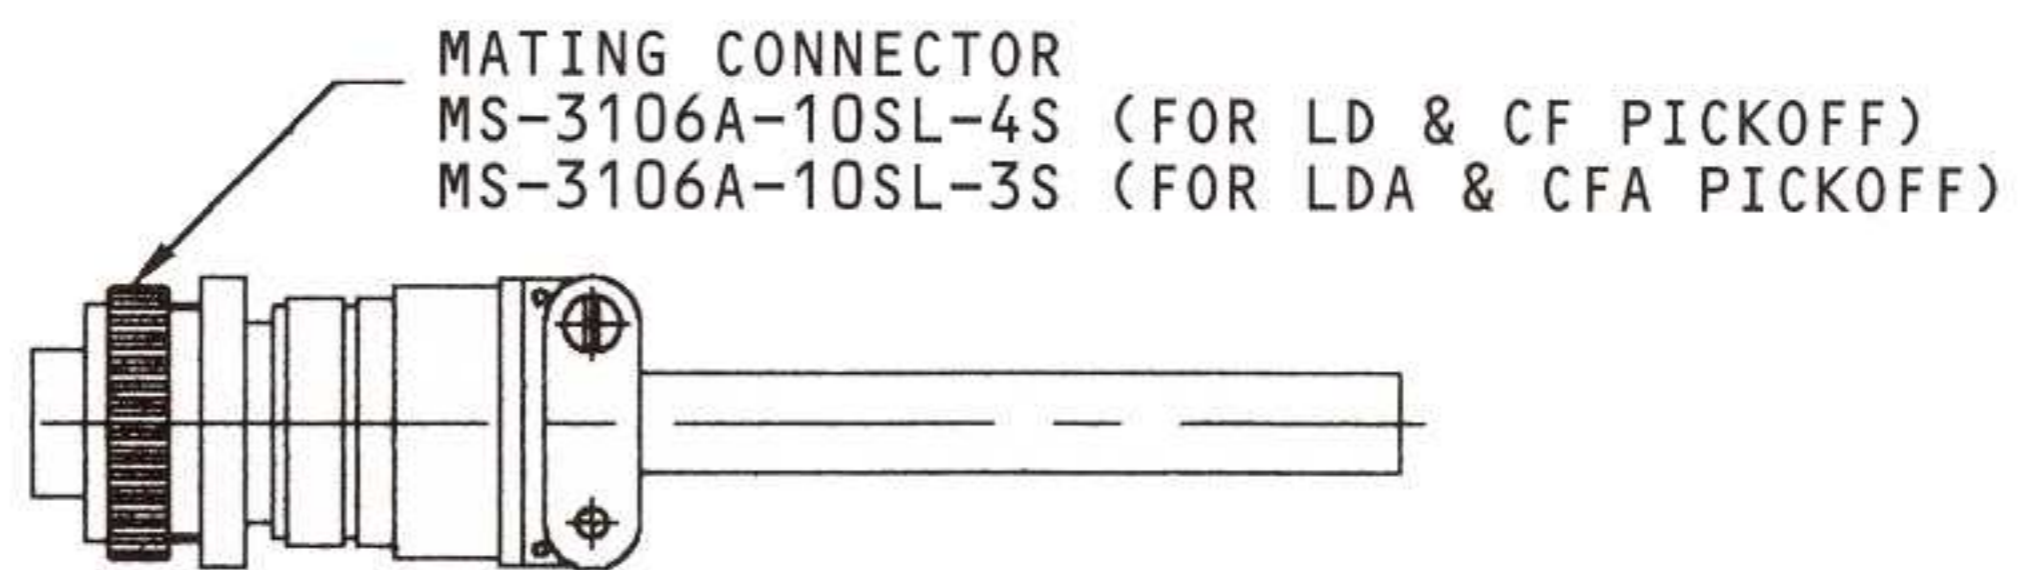 MATING CONNECTOR
MS-3106A-10SL-4S (FOR LD & CF PICKOFF)
MS-3106A-10SL-3S (FOR LDA & CFA PICKOFF)